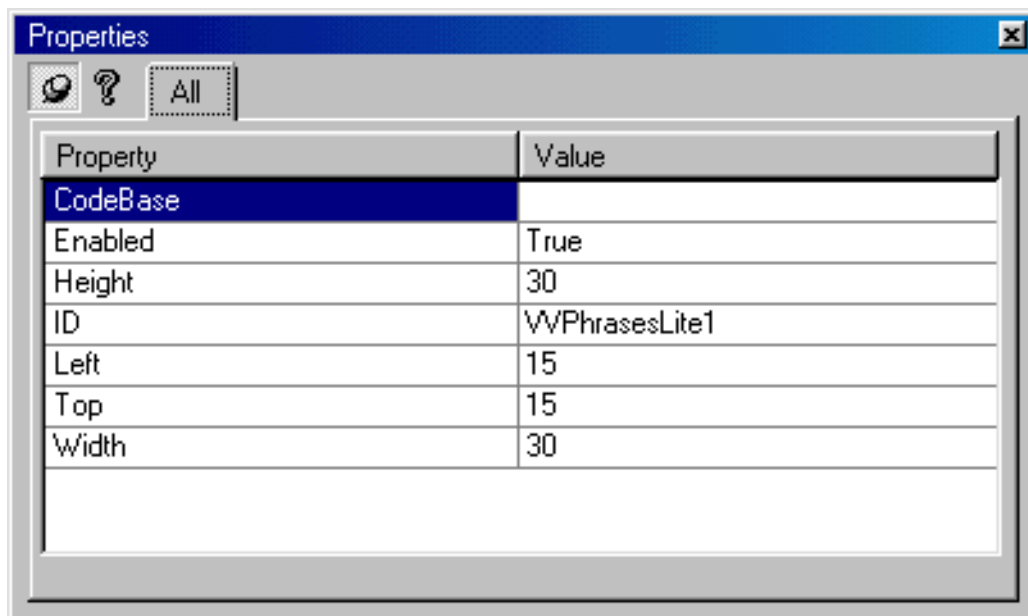 Properties
All
Property Value
CodeBase
Enabled True
Height 30
ID VVPhrasesLite1
Left 15
Top 15
Width 30